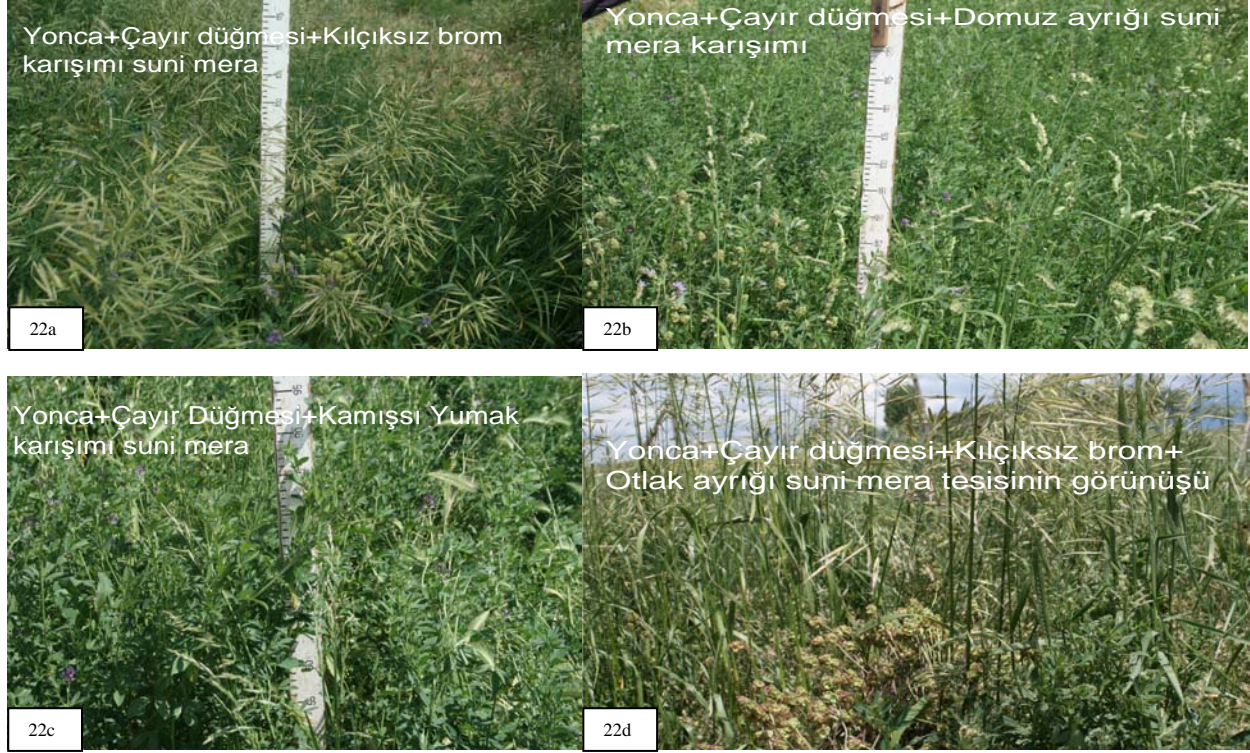 Yonca+Çayır düğmesi+Kılçıksız brom
karışımı suni mera
22a
Yonca+Çayır düğmesi+Domuz ayrığı suni
mera karışımı
22b
Yonca+Çayır Düğmesi+Kamışsı Yumak
karışımı suni mera
22c
Yonca+Çayır düğmesi+Kılçıksız brom+
Otlak ayrığı suni mera tesisinin görünüşü
22d